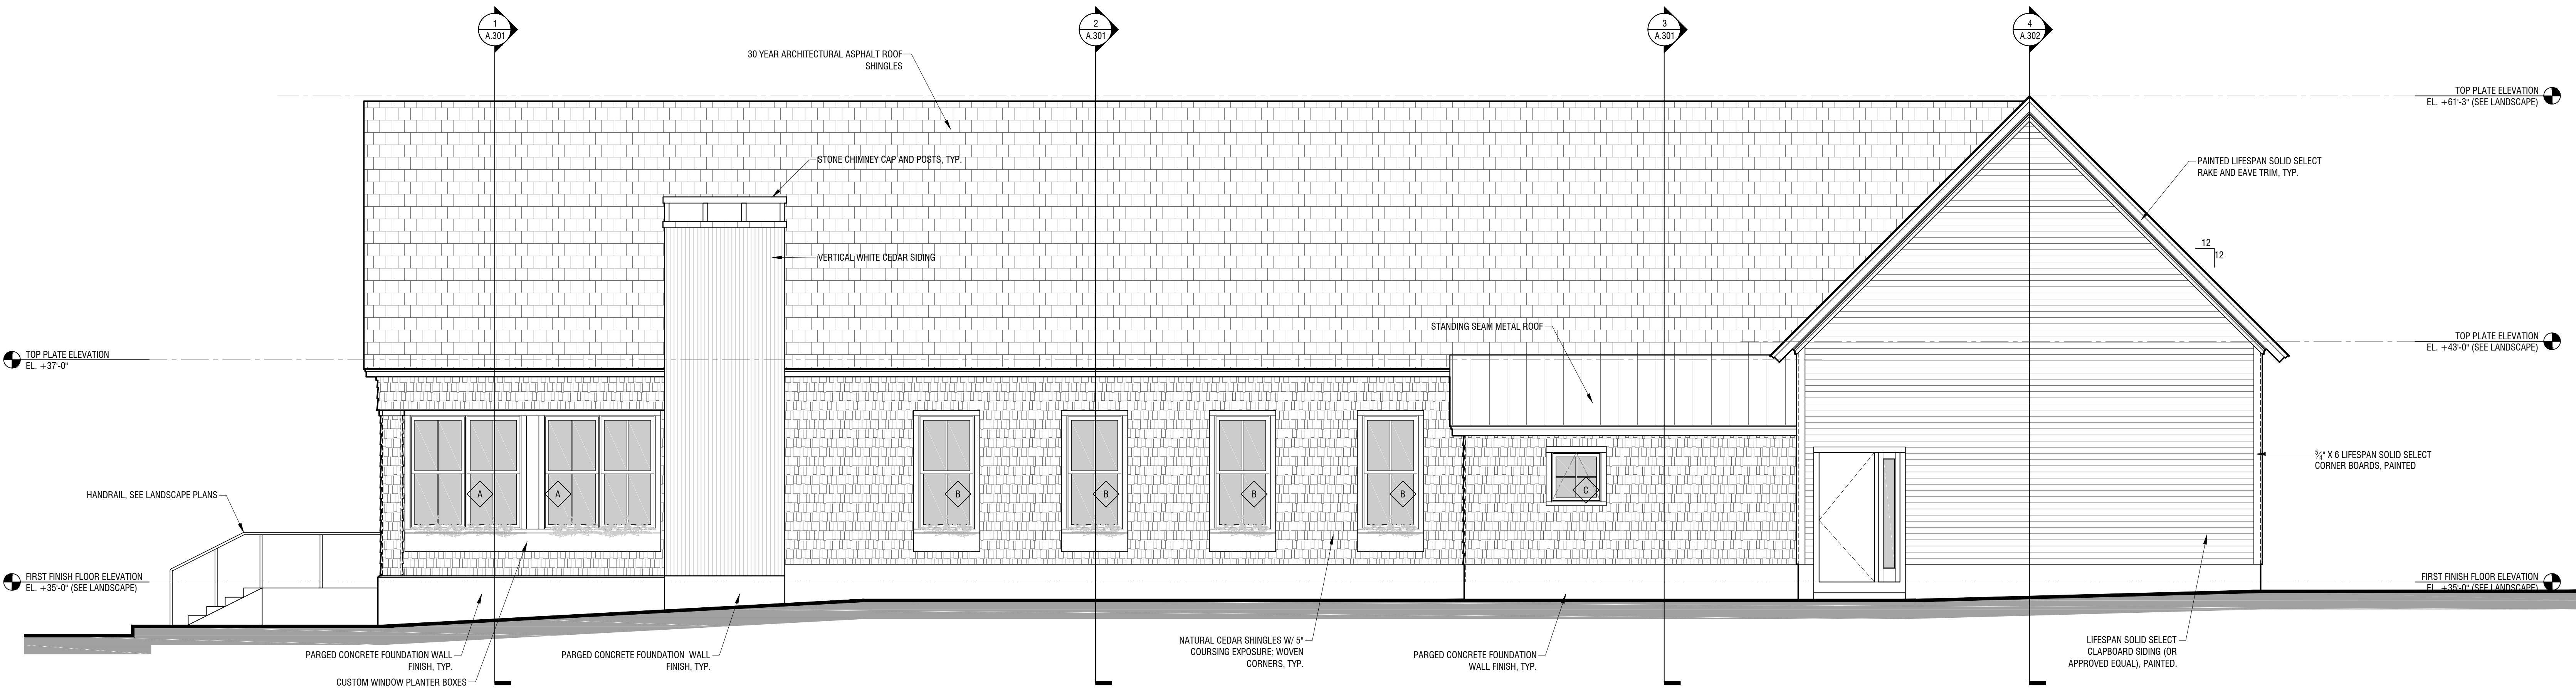 1
A.301
2
A.301
3
A.301
4
A.302
30 YEAR ARCHITECTURAL ASPHALT ROOF
SHINGLES
TOP PLATE ELEVATION
EL. +61'-3" (SEE LANDSCAPE)
STONE CHIMNEY CAP AND POSTS, TYP.
PAINTED LIFESPAN SOLID SELECT
RAKE AND EAVE TRIM, TYP.
12
12
VERTICAL WHITE CEDAR SIDING
STANDING SEAM METAL ROOF
TOP PLATE ELEVATION
EL. +43'-0" (SEE LANDSCAPE)
TOP PLATE ELEVATION
EL. +37'-0"
5/4" X 6 LIFESPAN SOLID SELECT
CORNER BOARDS, PAINTED
HANDRAIL, SEE LANDSCAPE PLANS
A
A
B
B
B
B
C
FIRST FINISH FLOOR ELEVATION
EL. +35'-0" (SEE LANDSCAPE)
FIRST FINISH FLOOR ELEVATION
EL. +35'-0" (SEE LANDSCAPE)
PARGED CONCRETE FOUNDATION WALL
FINISH, TYP.
CUSTOM WINDOW PLANTER BOXES
PARGED CONCRETE FOUNDATION WALL
FINISH, TYP.
NATURAL CEDAR SHINGLES W/ 5"
COURSING EXPOSURE; WOVEN
CORNERS, TYP.
PARGED CONCRETE FOUNDATION
WALL FINISH, TYP.
LIFESPAN SOLID SELECT
CLAPBOARD SIDING (OR
APPROVED EQUAL), PAINTED.